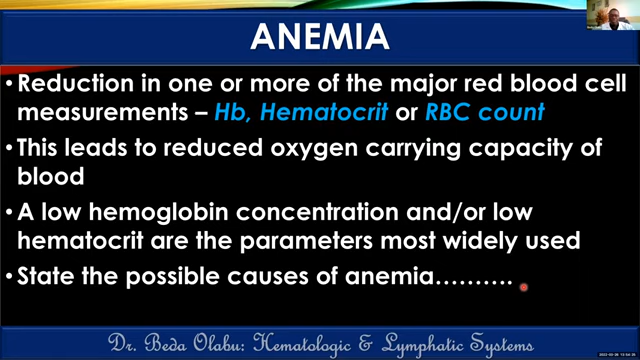 ANEMIA
• Reduction in one or more of the major red blood cell
measurements – Hb, Hematocrit or RBC count
• This leads to reduced oxygen carrying capacity of
blood
• A low hemoglobin concentration and/or low
hematocrit are the parameters most widely used
• State the possible causes of anemia……….
Dr. Beda Olabu: Hematologic & Lymphatic Systems